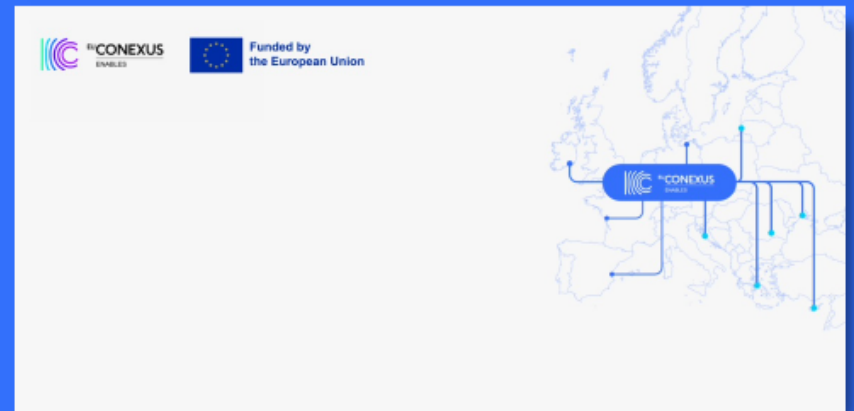 EU-CONEXUS
ENABLES
Funded by
the European Union
EU-CONEXUS
ENABLES